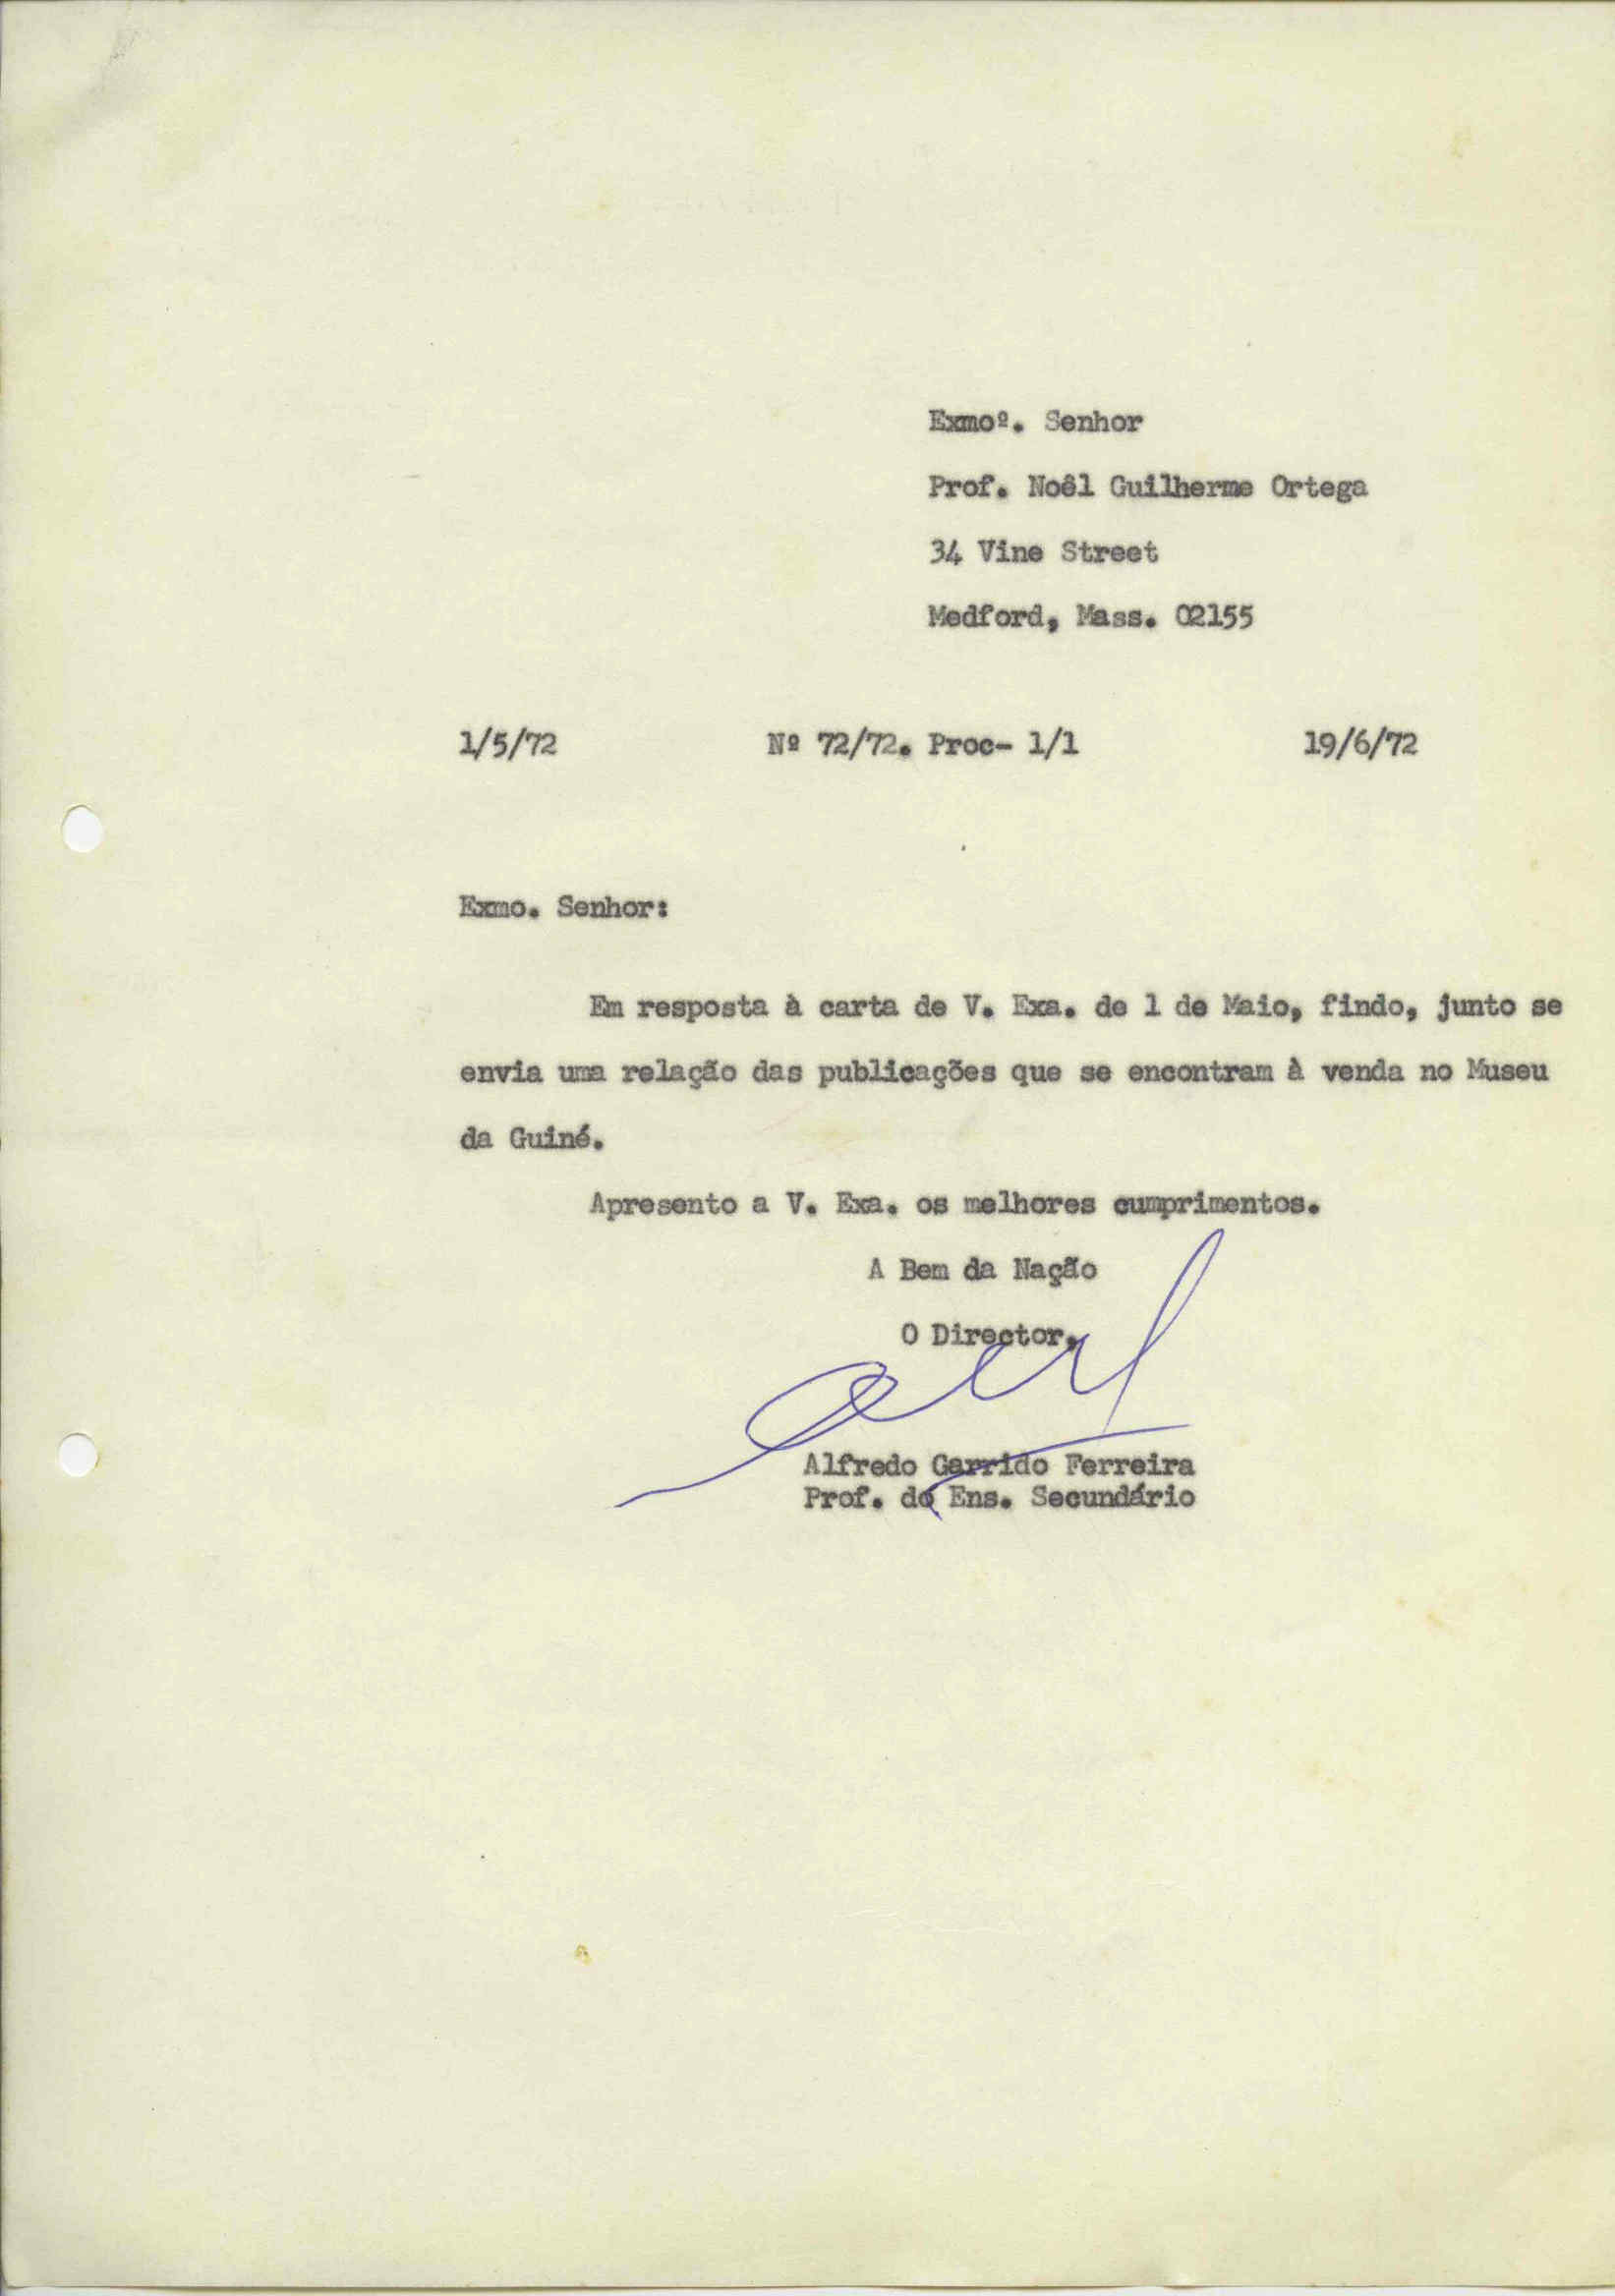 Exmoº. Senhor
Prof. Noêl Guilherme Ortega
34 Vine Street
Medford, Mass. 02155
1/5/72 Nº 72/72. Proc- 1/1 19/6/72
Exmo. Senhor:
Em resposta à carta de V. Exa. de 1 de Maio, findo, junto se
envia uma relação das publicações que se encontram à venda no Museu
da Guiné.
Apresento a V. Exa. os melhores cumprimentos.
A Bem da Nação
O Director,
Alfredo Garrido Ferreira
Prof. do Ens. Secundário